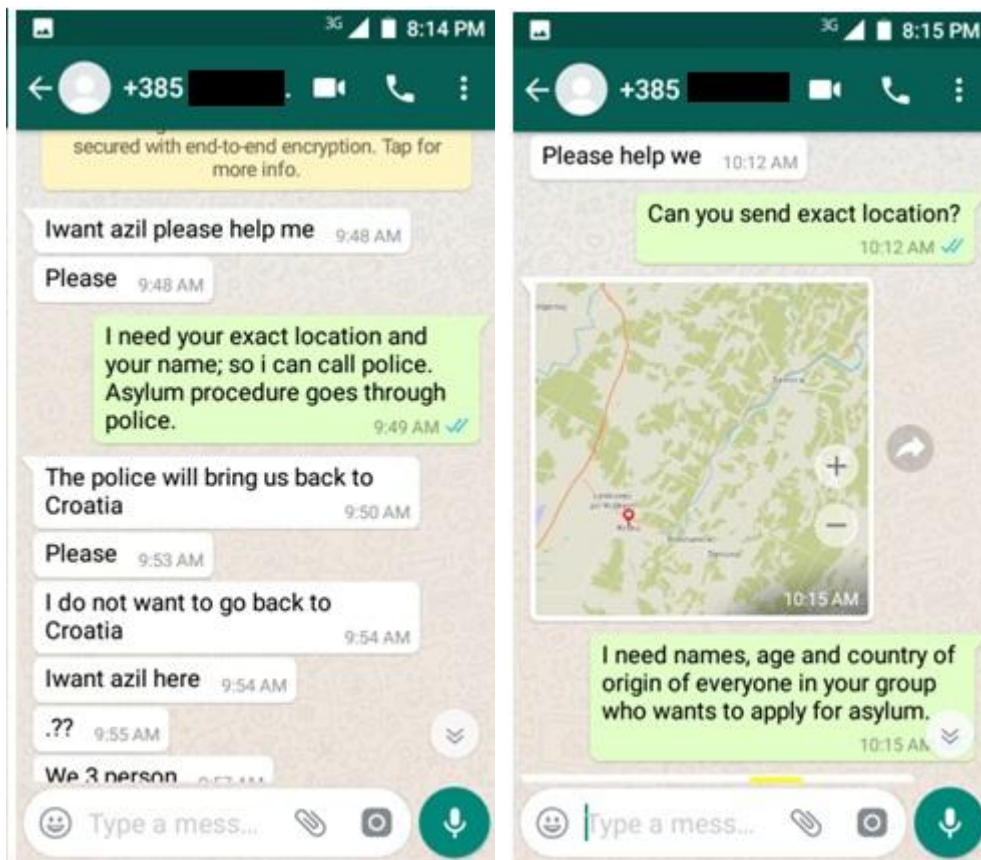 3G 8:14 PM
+385 .
secured with end-to-end encryption. Tap for
more info.
Iwant azil please help me 9:48 AM
Please 9:48 AM
I need your exact location and
your name; so i can call police.
Asylum procedure goes through
police. 9:49 AM
The police will bring us back to
Croatia 9:50 AM
Please 9:53 AM
I do not want to go back to
Croatia 9:54 AM
Iwant azil here 9:54 AM
.?? 9:55 AM
We 3 person
Type a mess...
3G 8:15 PM
+385
Please help we 10:12 AM
Can you send exact location?
10:12 AM
10:15 AM
I need names, age and country of
origin of everyone in your group
who wants to apply for asylum.
10:15 AM
Type a mess...